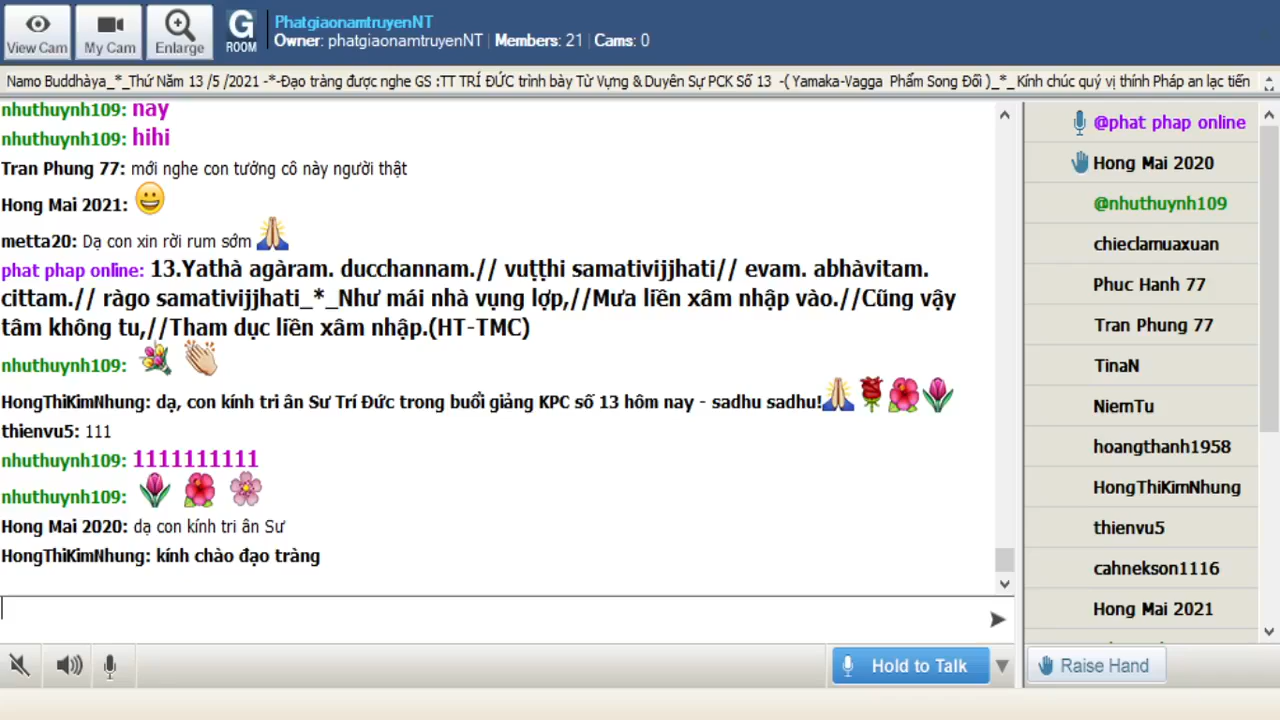 PhatgiaonamtruyenNT
View Cam
My Cam
Enlarge
G
ROOM
Owner: phatgiaonamtruyenNT | Members: 21 | Cams: 0
Namo Buddhàya_*_Thứ Năm 13 /5 /2021 -*-Đạo tràng được nghe GS :TT TRÍ ĐỨC trình bày Từ Vựng & Duyên Sự PCK Số 13 -( Yamaka-Vagga Phẩm Song Đối )_*_ Kính chúc quý vị thính Pháp an lạc tiến
nhuthuynh109: nay
nhuthuynh109: hihi
Tran Phung 77: mới nghe con tướng cô này người thật
Hong Mai 2021: 😀
metta20: Dạ con xin rời rum sớm 🙏
phat phap online: 13.Yathà agàram. ducchannam.// vuṭṭhi samativijjhati// evam. abhàvitam.
cittam.// ràgo samativijjhati_*_Như mái nhà vụng lợp,//Mưa liền xâm nhập vào.//Cũng vậy
tâm không tu,//Tham dục liền xâm nhập.(HT-TMC)
nhuthuynh109: 💐 👏
HongThiKimNhung: dạ, con kính tri ân Sư Trí Đức trong buổi giảng KPC số 13 hôm nay - sadhu sadhu!🙏🌹🌺🌷
thienvu5: 111
nhuthuynh109: 1111111111
nhuthuynh109: 🌷 🌺 🌸
Hong Mai 2020: dạ con kính tri ân Sư
HongThiKimNhung: kính chào đạo tràng
@phat phap online
Hong Mai 2020
@nhuthuynh109
chieclamuaxuan
Phuc Hanh 77
Tran Phung 77
TinaN
NiemTu
hoangthanh1958
HongThiKimNhung
thienvu5
cahnekson1116
Hong Mai 2021
Hold to Talk
Raise Hand